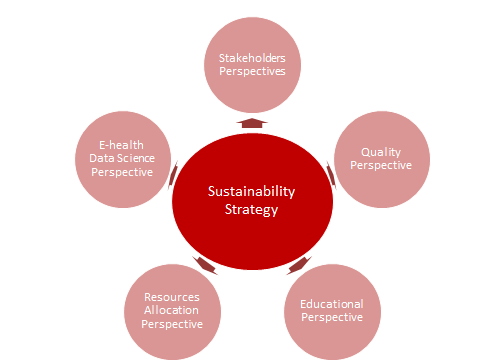 Stakeholders
Perspectives
E-health
Data Science
Perspective
Quality
Perspective
Sustainability
Strategy
Resources
Allocation
Perspective
Educational
Perspective